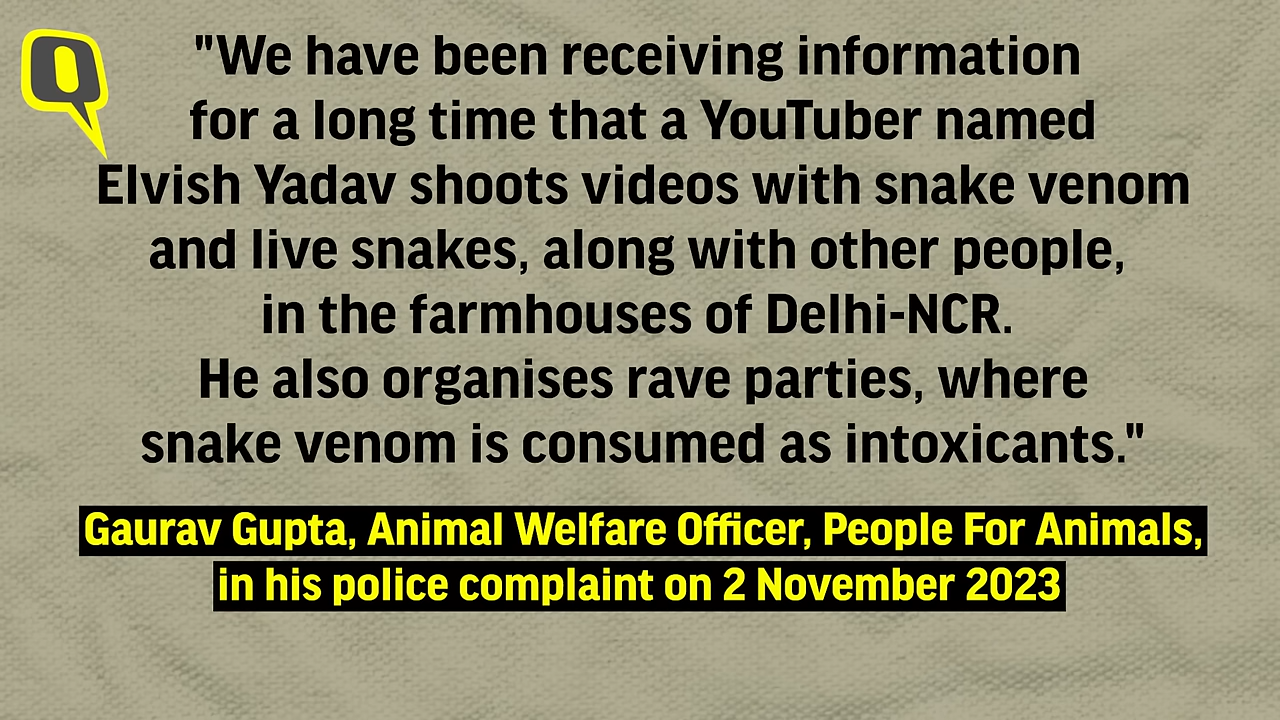 "We have been receiving information
for a long time that a YouTuber named
Elvish Yadav shoots videos with snake venom
and live snakes, along with other people,
in the farmhouses of Delhi-NCR.
He also organises rave parties, where
snake venom is consumed as intoxicants."
Gaurav Gupta, Animal Welfare Officer, People For Animals,
in his police complaint on 2 November 2023